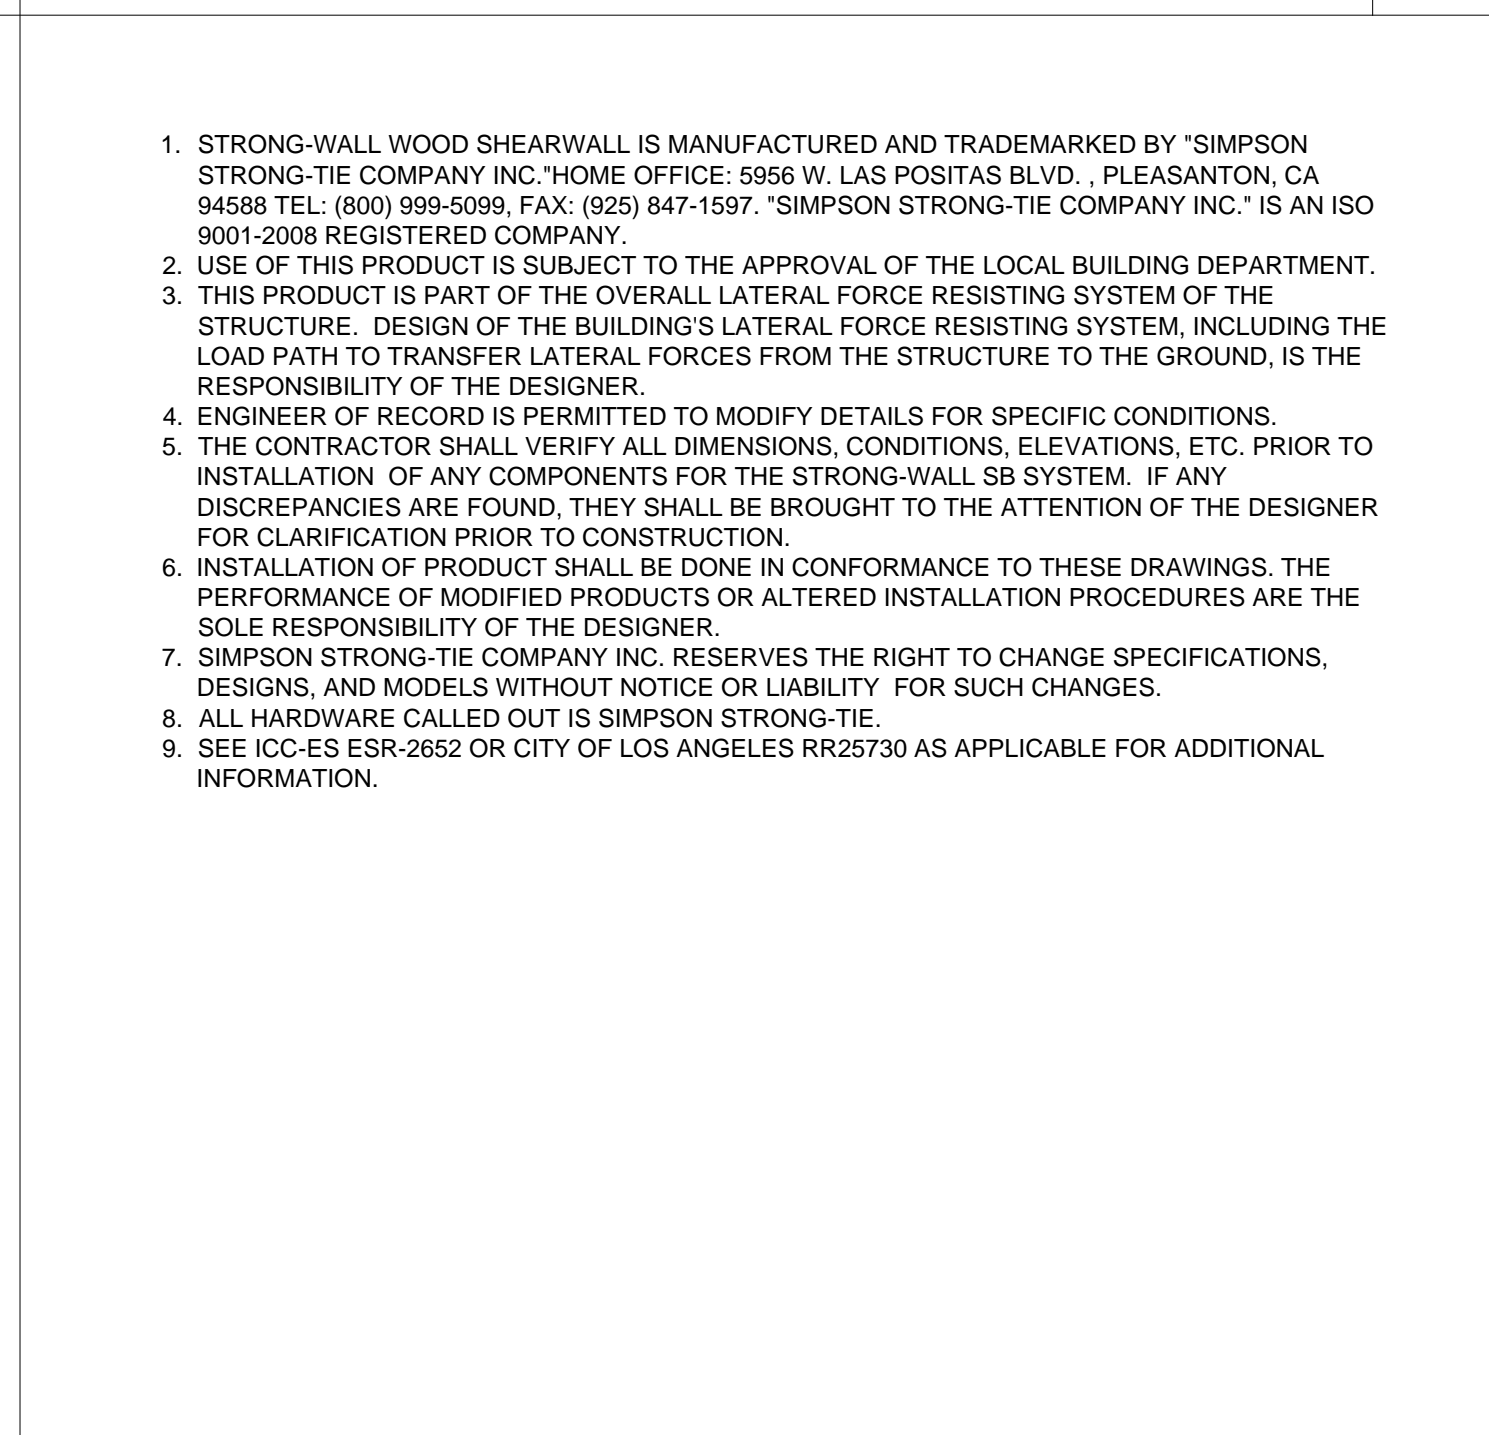 1. STRONG-WALL WOOD SHEARWALL IS MANUFACTURED AND TRADEMARKED BY "SIMPSON
STRONG-TIE COMPANY INC."HOME OFFICE: 5956 W. LAS POSITAS BLVD. , PLEASANTON, CA
94588 TEL: (800) 999-5099, FAX: (925) 847-1597. "SIMPSON STRONG-TIE COMPANY INC." IS AN ISO
9001-2008 REGISTERED COMPANY.
2. USE OF THIS PRODUCT IS SUBJECT TO THE APPROVAL OF THE LOCAL BUILDING DEPARTMENT.
3. THIS PRODUCT IS PART OF THE OVERALL LATERAL FORCE RESISTING SYSTEM OF THE
STRUCTURE.  DESIGN OF THE BUILDING'S LATERAL FORCE RESISTING SYSTEM, INCLUDING THE
LOAD PATH TO TRANSFER LATERAL FORCES FROM THE STRUCTURE TO THE GROUND, IS THE
RESPONSIBILITY OF THE DESIGNER.
4. ENGINEER OF RECORD IS PERMITTED TO MODIFY DETAILS FOR SPECIFIC CONDITIONS.
5. THE CONTRACTOR SHALL VERIFY ALL DIMENSIONS, CONDITIONS, ELEVATIONS, ETC. PRIOR TO
INSTALLATION  OF ANY COMPONENTS FOR THE STRONG-WALL SB SYSTEM.  IF ANY
DISCREPANCIES ARE FOUND, THEY SHALL BE BROUGHT TO THE ATTENTION OF THE DESIGNER
FOR CLARIFICATION PRIOR TO CONSTRUCTION.
6. INSTALLATION OF PRODUCT SHALL BE DONE IN CONFORMANCE TO THESE DRAWINGS. THE
PERFORMANCE OF MODIFIED PRODUCTS OR ALTERED INSTALLATION PROCEDURES ARE THE
SOLE RESPONSIBILITY OF THE DESIGNER.
7. SIMPSON STRONG-TIE COMPANY INC. RESERVES THE RIGHT TO CHANGE SPECIFICATIONS,
DESIGNS, AND MODELS WITHOUT NOTICE OR LIABILITY  FOR SUCH CHANGES.
8. ALL HARDWARE CALLED OUT IS SIMPSON STRONG-TIE.
9. SEE ICC-ES ESR-2652 OR CITY OF LOS ANGELES RR25730 AS APPLICABLE FOR ADDITIONAL
INFORMATION.